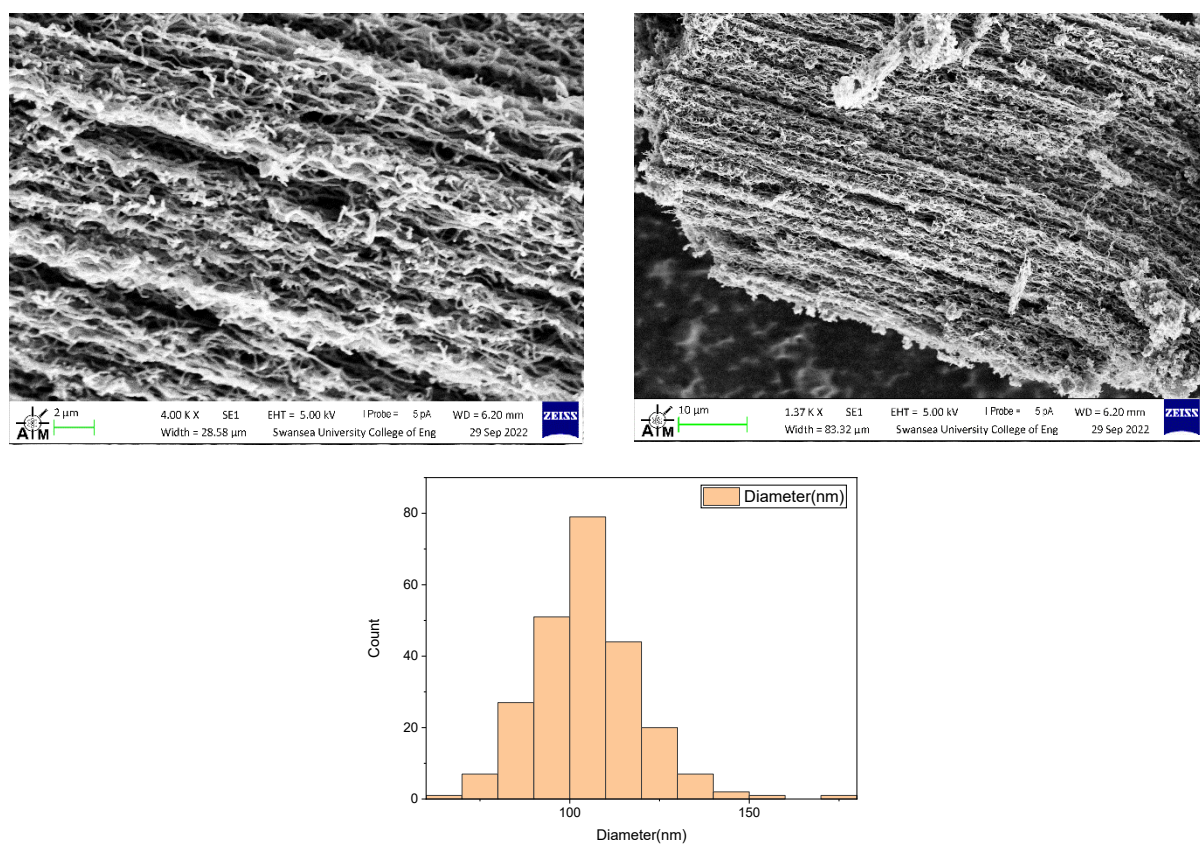 2 µm
4.00 K X SE1 EHT = 5.00 kV I Probe = 5 pA WD = 6.20 mm
ATM
Width = 28.58 µm Swansea University College of Eng 29 Sep 2022
ZEISS
10 µm
1.37 K X SE1 EHT = 5.00 kV I Probe = 5 pA WD = 6.20 mm
ATM
Width = 83.32 µm Swansea University College of Eng 29 Sep 2022
ZEISS
Diameter(nm)
80
60
40
20
0
Count
100 150
Diameter(nm)